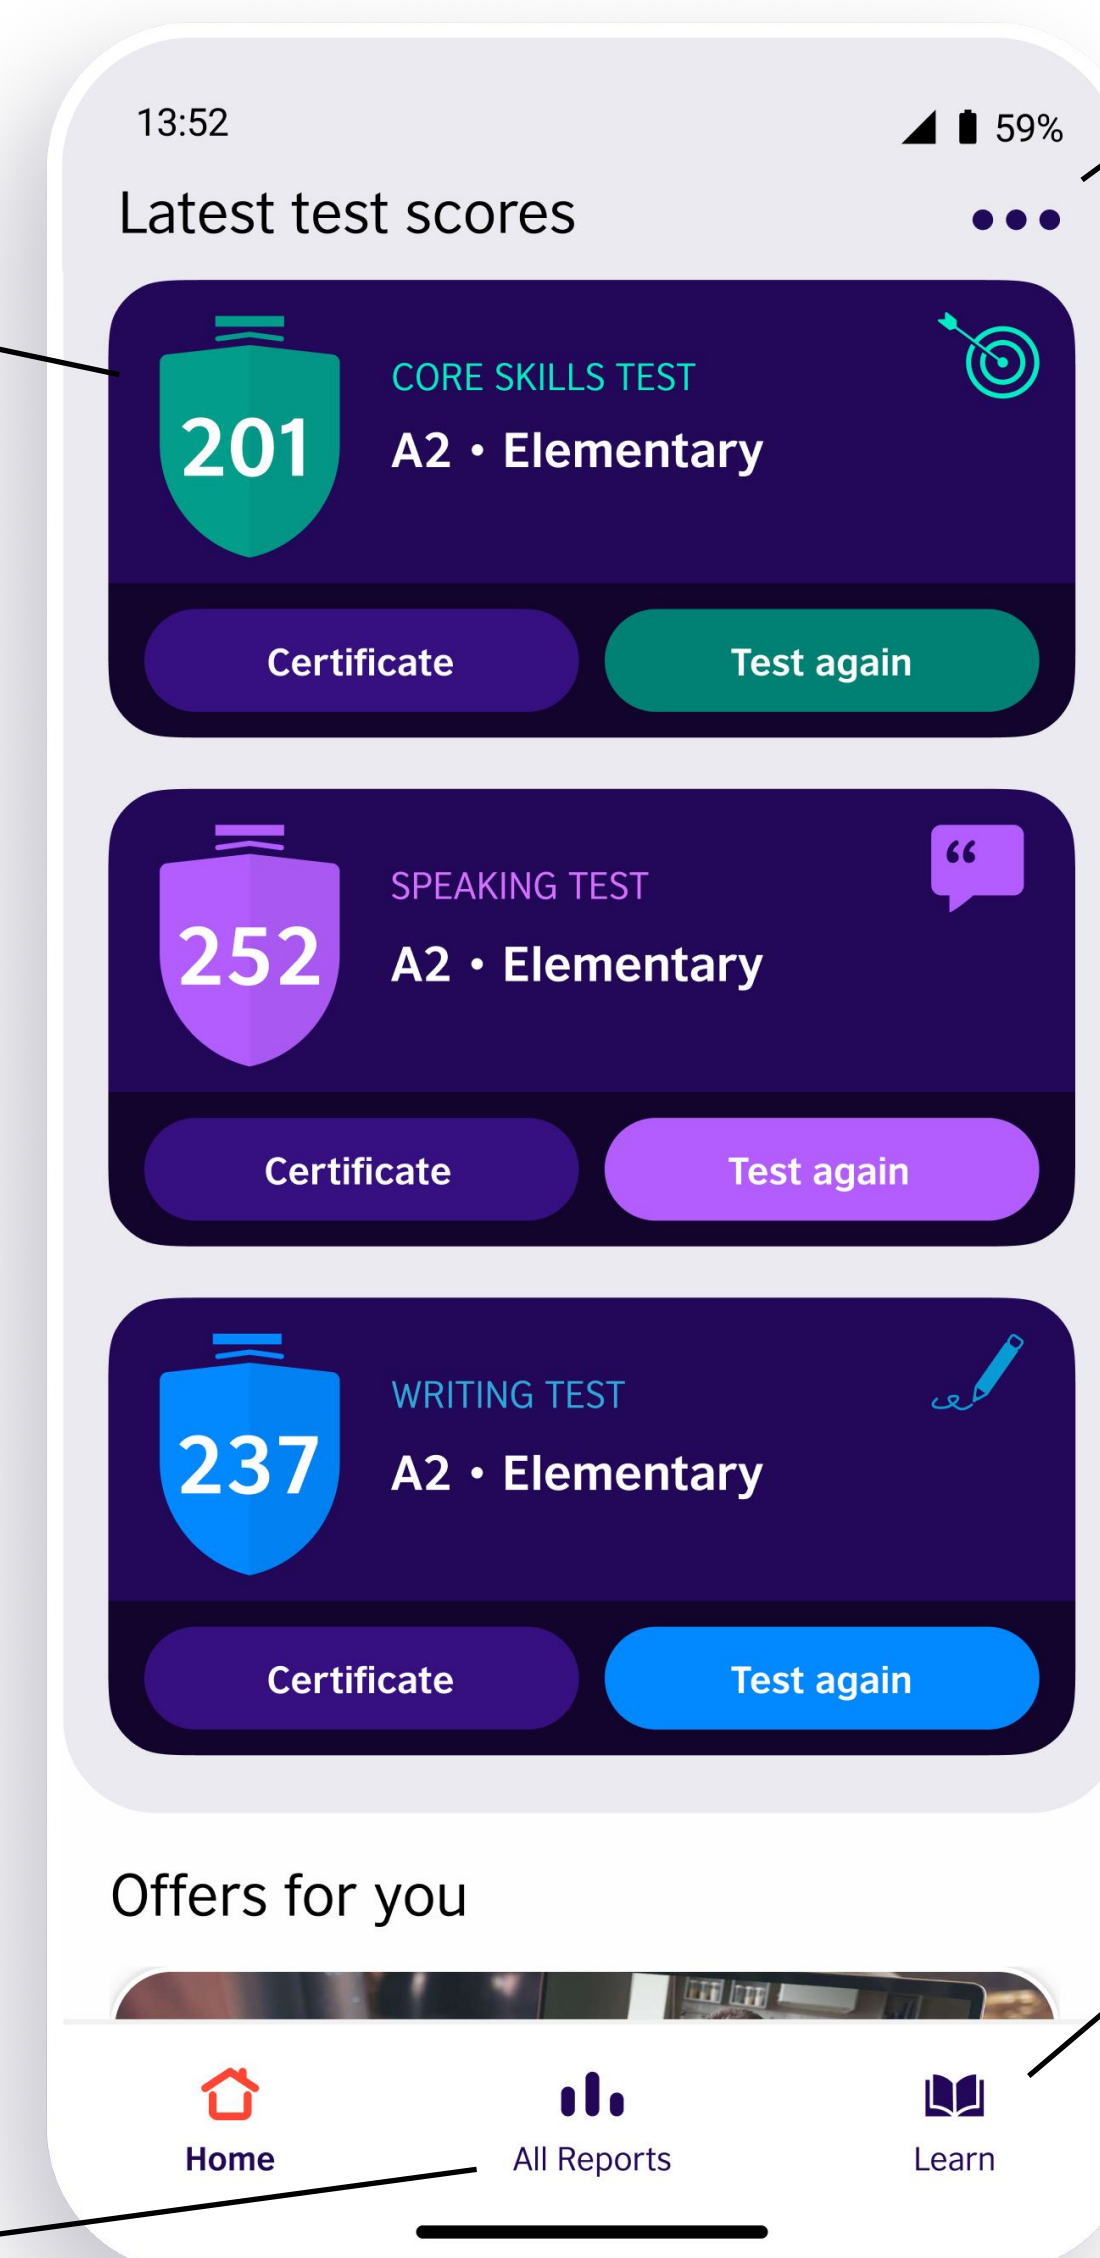 13:52
59%
Latest test scores
201
CORE SKILLS TEST
A2 • Elementary
Certificate
Test again
252
SPEAKING TEST
“
A2 • Elementary
Certificate
Test again
237
WRITING TEST
A2 • Elementary
Certificate
Test again
Offers for you
Home
All Reports
Learn